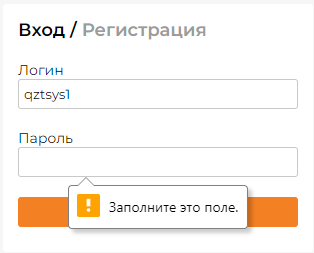 Вход / Регистрация
Логин
qztsys1
Пароль
Заполните это поле.